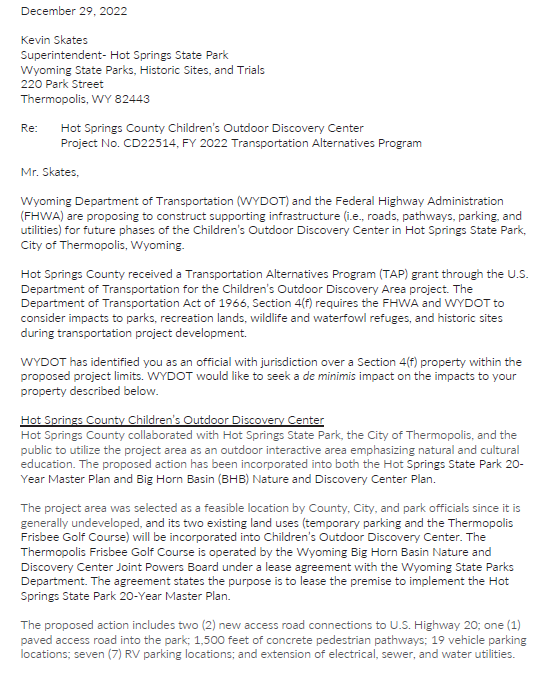 December 29, 2022
Kevin Skates
Superintendent- Hot Springs State Park
Wyoming State Parks, Historic Sites, and Trials
220 Park Street
Thermopolis, WY 82443
Re: Hot Springs County Children's Outdoor Discovery Center
Project No. CD22514, FY 2022 Transportation Alternatives Program
Mr. Skates,
Wyoming Department of Transportation (WYDOT) and the Federal Highway Administration
(FHWA) are proposing to construct supporting infrastructure (i.e., roads, pathways, parking, and
utilities) for future phases of the Children's Outdoor Discovery Center in Hot Springs State Park,
City of Thermopolis, Wyoming.
Hot Springs County received a Transportation Alternatives Program (TAP) grant through the U.S.
Department of Transportation for the Children's Outdoor Discovery Area project. The
Department of Transportation Act of 1966, Section 4(f) requires the FHWA and WYDOT to
consider impacts to parks, recreation lands, wildlife and waterfowl refuges, and historic sites
during transportation project development.
WYDOT has identified you as an official with jurisdiction over a Section 4(f) property within the
proposed project limits. WYDOT would like to seek a de minimis impact on the impacts to your
property described below.
Hot Springs County Children's Outdoor Discovery Center
Hot Springs County collaborated with Hot Springs State Park, the City of Thermopolis, and the
public to utilize the project area as an outdoor interactive area emphasizing natural and cultural
education. The proposed action has been incorporated into both the Hot Springs State Park 20-
Year Master Plan and Big Horn Basin (BHB) Nature and Discovery Center Plan.
The project area was selected as a feasible location by County, City, and park officials since it is
generally undeveloped, and its two existing land uses (temporary parking and the Thermopolis
Frisbee Golf Course) will be incorporated into Children's Outdoor Discovery Center. The
Thermopolis Frisbee Golf Course is operated by the Wyoming Big Horn Basin Nature and
Discovery Center Joint Powers Board under a lease agreement with the Wyoming State Parks
Department. The agreement states the purpose is to lease the premise to implement the Hot
Springs State Park 20-Year Master Plan.
The proposed action includes two (2) new access road connections to U.S. Highway 20; one (1)
paved access road into the park; 1,500 feet of concrete pedestrian pathways; 19 vehicle parking
locations; seven (7) RV parking locations; and extension of electrical, sewer, and water utilities.